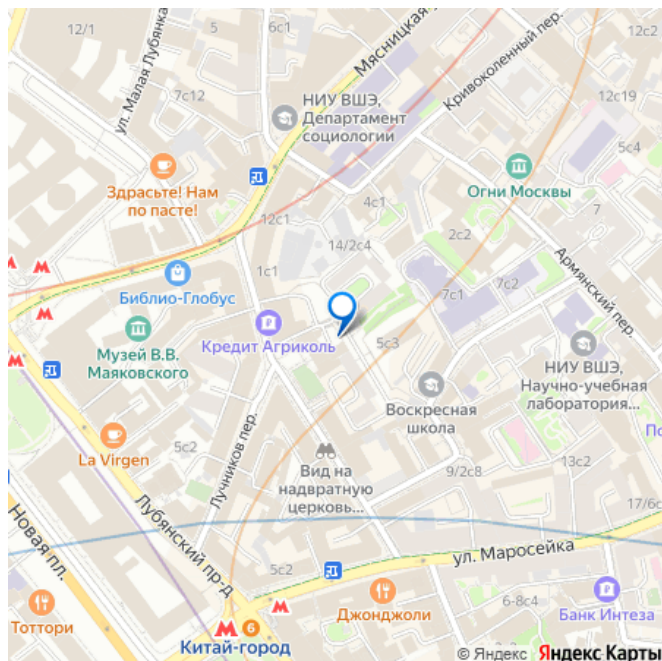 12/1
5
6с1
ул. Малая Лубянка
Мясницкая
Кривоколенный пер.
7с12
12с19
НИУ ВШЭ,
Департамент
социологии
5с4
Здрасьте! Нам
по пасте!
Огни Москвы
4с1
7
12с1
14/2с4
2с2
Армянский пер.
1с1
7с2
7с1
Библио-Глобус
Музей В.В.
Маяковского
Кредит Агриколь
5с3
НИУ ВШЭ,
Научно-учебная
лаборатория...
Воскресная
школа
Лучников пер.
5с2
La Virgen
По
Вид на
надвратную
церковь...
9/2с8
13с2
17/6с
Новая пл.
Лубянский пр-д
ул. Маросейка
5с2
Тоттори
Джонджоли
6-8с4
Банк Интеза
6
Китай-город
© Яндекс Яндекс Карты